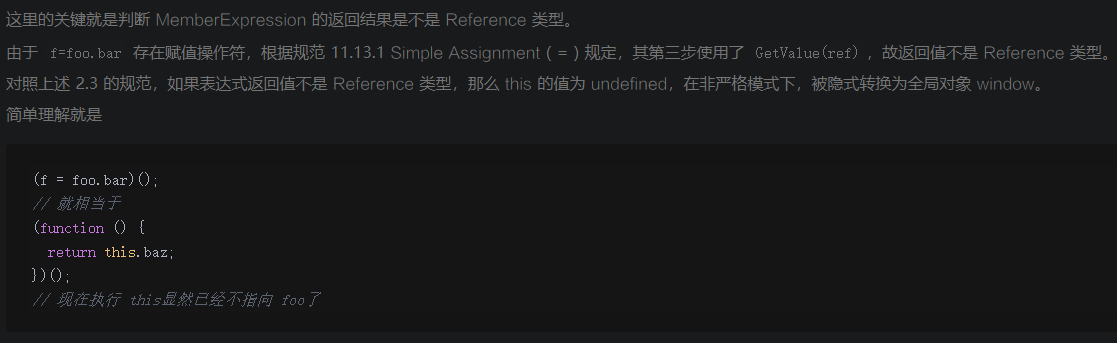 这里的关键就是判断 MemberExpression 的返回结果是不是 Reference 类型。
由于 f=foo.bar 存在赋值操作符，根据规范 11.13.1 Simple Assignment ( = ) 规定，其第三步使用了 GetValue(ref) ，故返回值不是 Reference 类型。
对照上述 2.3 的规范，如果表达式返回值不是 Reference 类型，那么 this 的值为 undefined，在非严格模式下，被隐式转换为全局对象 window。
简单理解就是
(f = foo.bar)();
// 就相当于
(function () {
  return this.baz;
})();
// 现在执行 this显然已经不指向 foo了